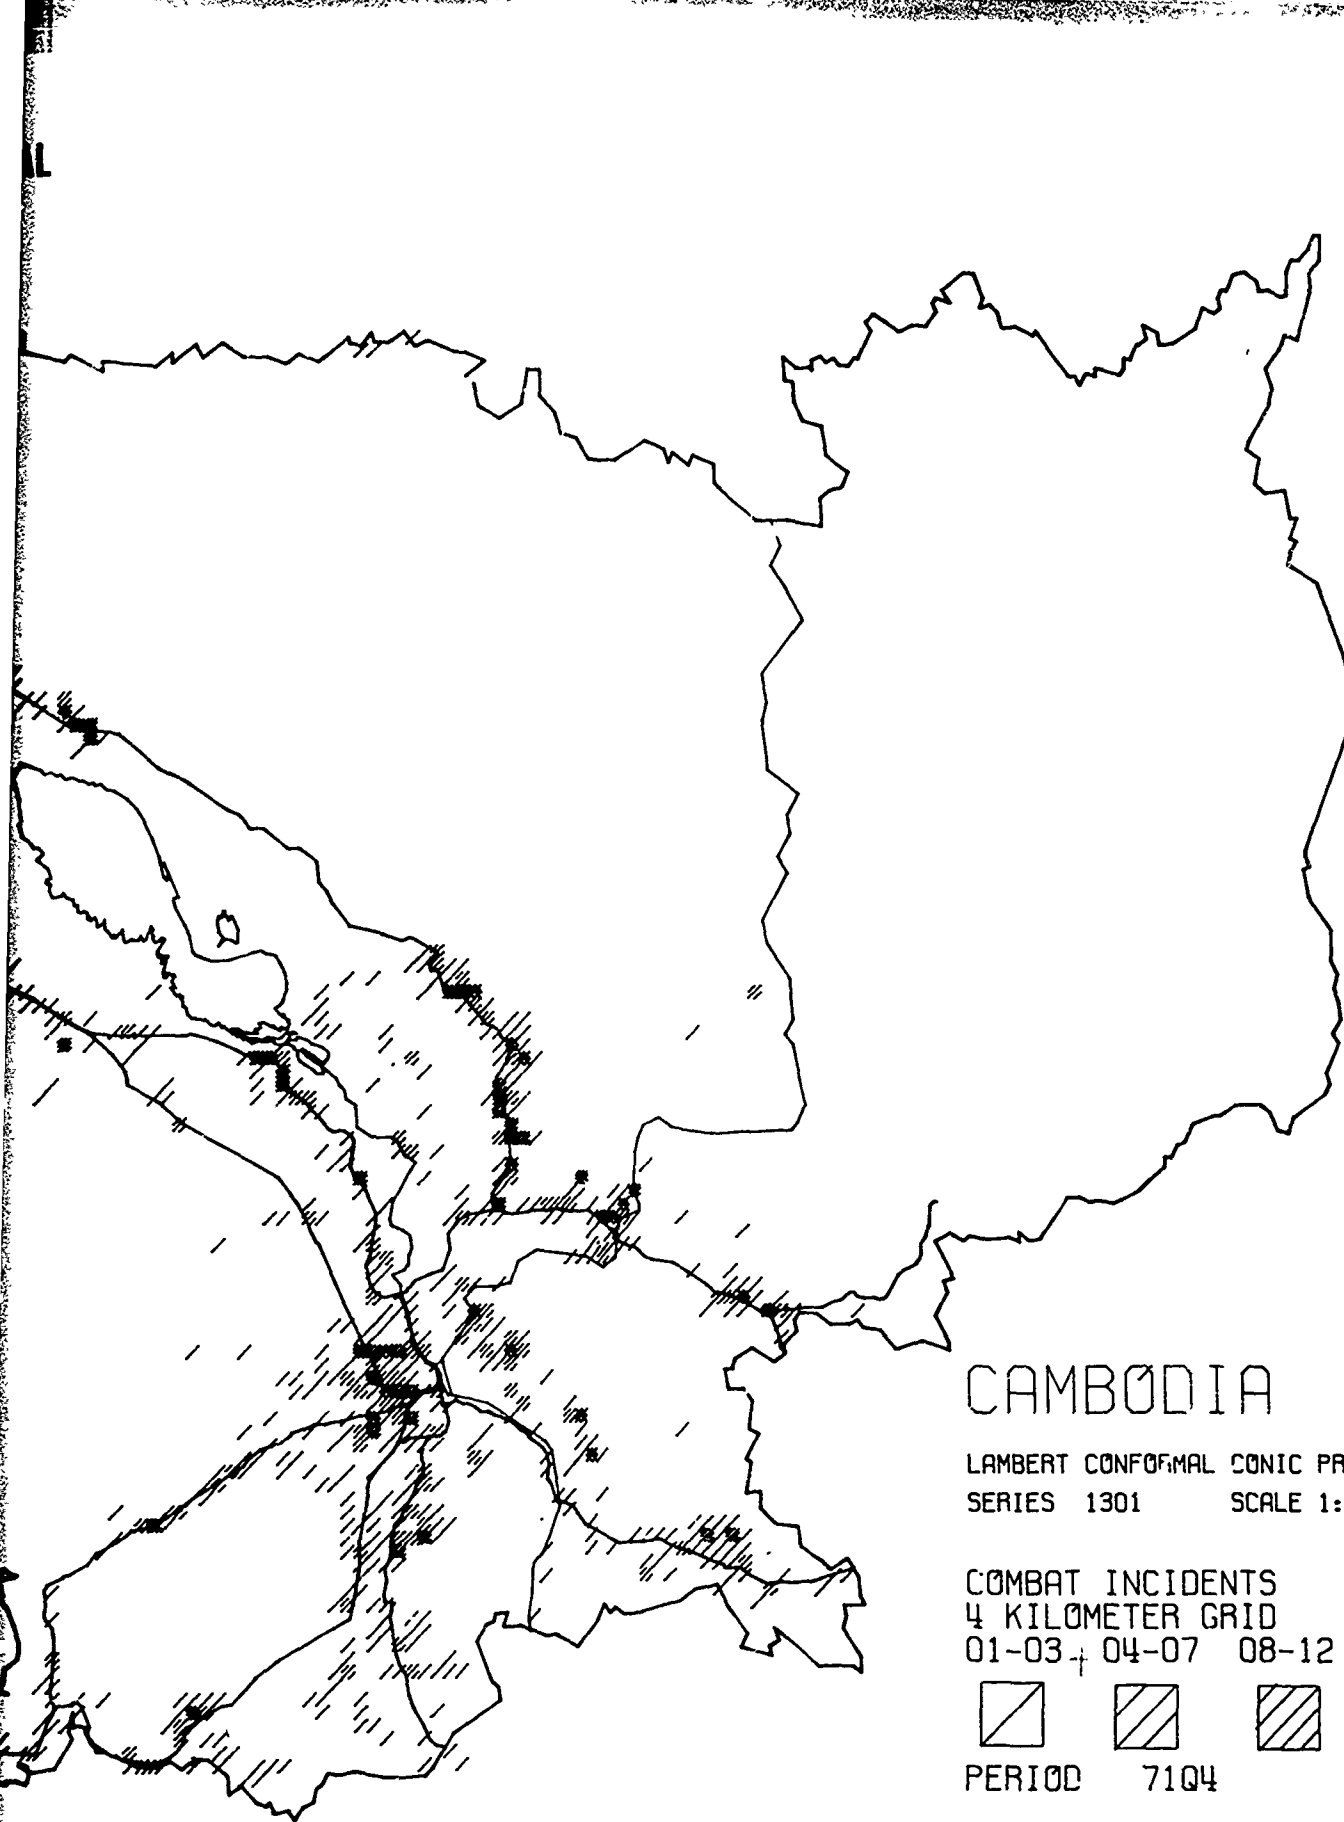 CAMBODIA
LAMBERT CONFORMAL CONIC PR
SERIES 1301 SCALE 1:
COMBAT INCIDENTS
4 KILOMETER GRID
01-03 04-07 08-12
PERIOD 71Q4